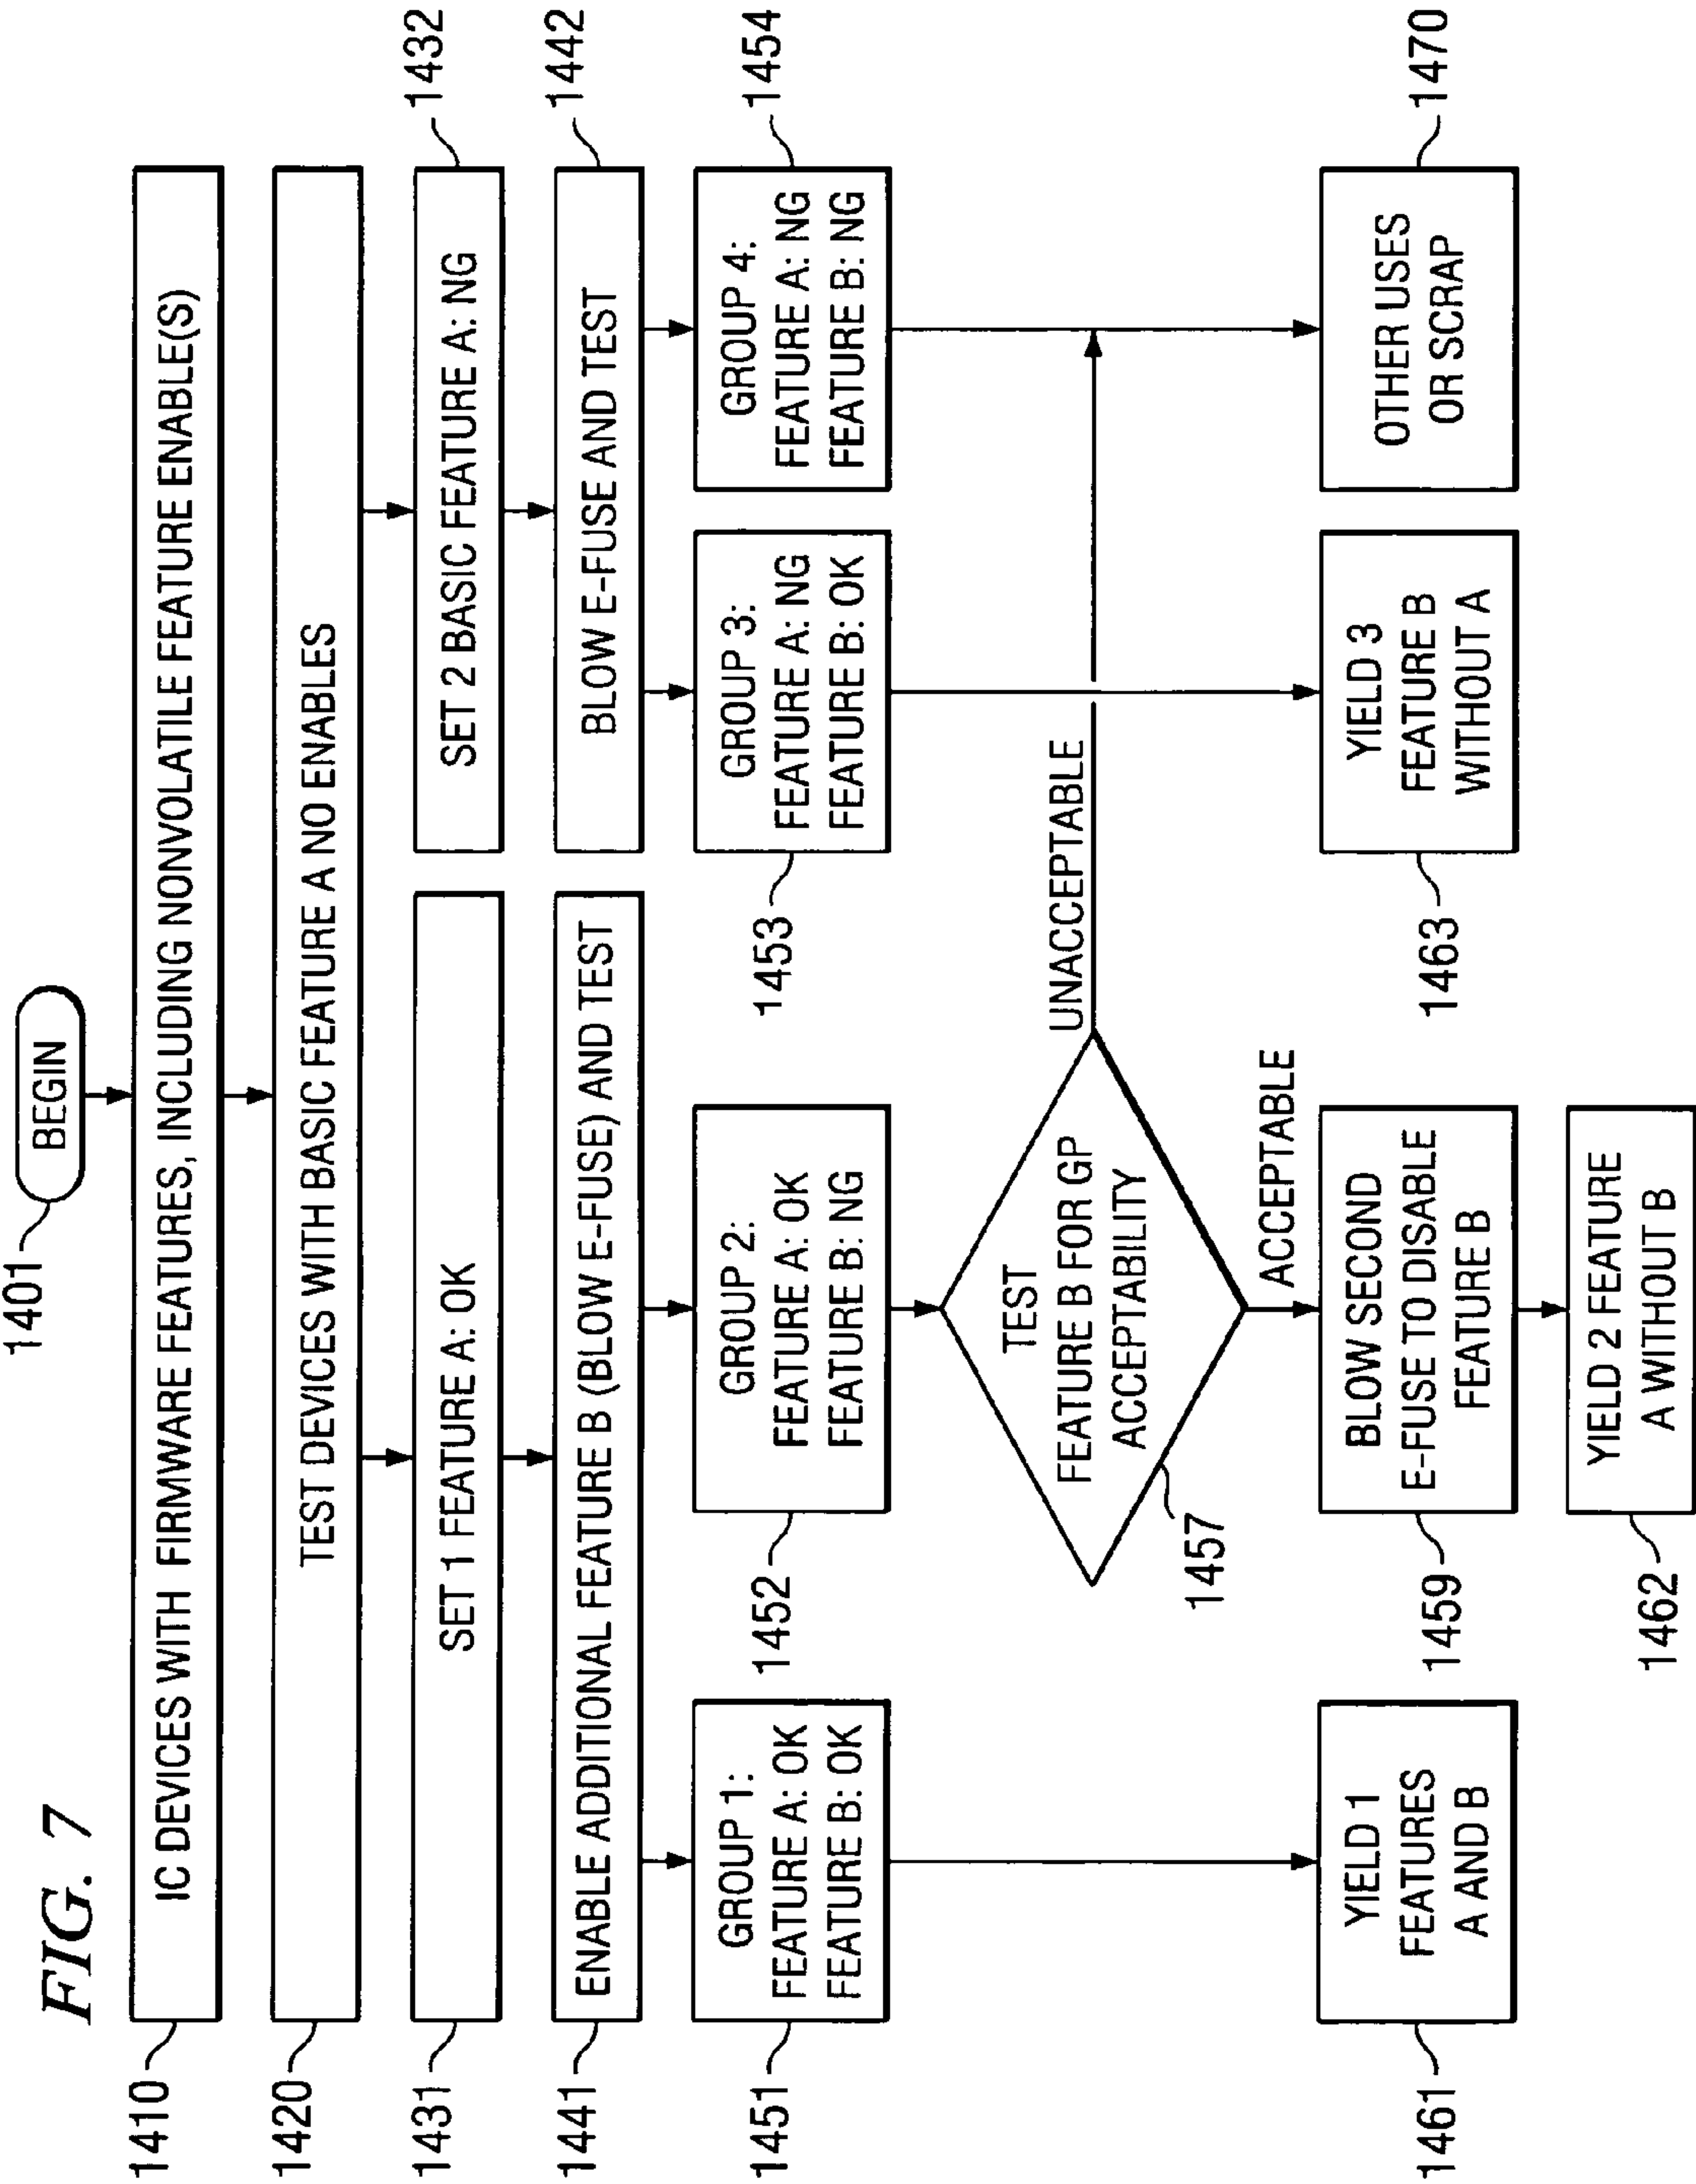 FIG. 7
1401
BEGIN
1410
IC DEVICES WITH FIRMWARE FEATURES, INCLUDING NONVOLATILE FEATURE ENABLE(S)
1420
TEST DEVICES WITH BASIC FEATURE A NO ENABLES
1431
SET 1 FEATURE A: OK
SET 2 BASIC FEATURE A: NG
1432
1441
ENABLE ADDITIONAL FEATURE B (BLOW E-FUSE) AND TEST
BLOW E-FUSE AND TEST
1442
1451
GROUP 1:
FEATURE A: OK
FEATURE B: OK
1452
GROUP 2:
FEATURE A: OK
FEATURE B: NG
1453
GROUP 3:
FEATURE A: NG
FEATURE B: OK
GROUP 4:
FEATURE A: NG
FEATURE B: NG
1454
TEST
FEATURE B FOR GP
ACCEPTABILITY
1457
UNACCEPTABLE
ACCEPTABLE
1461
YIELD 1
FEATURES
A AND B
1459
BLOW SECOND
E-FUSE TO DISABLE
FEATURE B
1463
YIELD 3
FEATURE B
WITHOUT A
OTHER USES
OR SCRAP
1470
1462
YIELD 2 FEATURE
A WITHOUT B